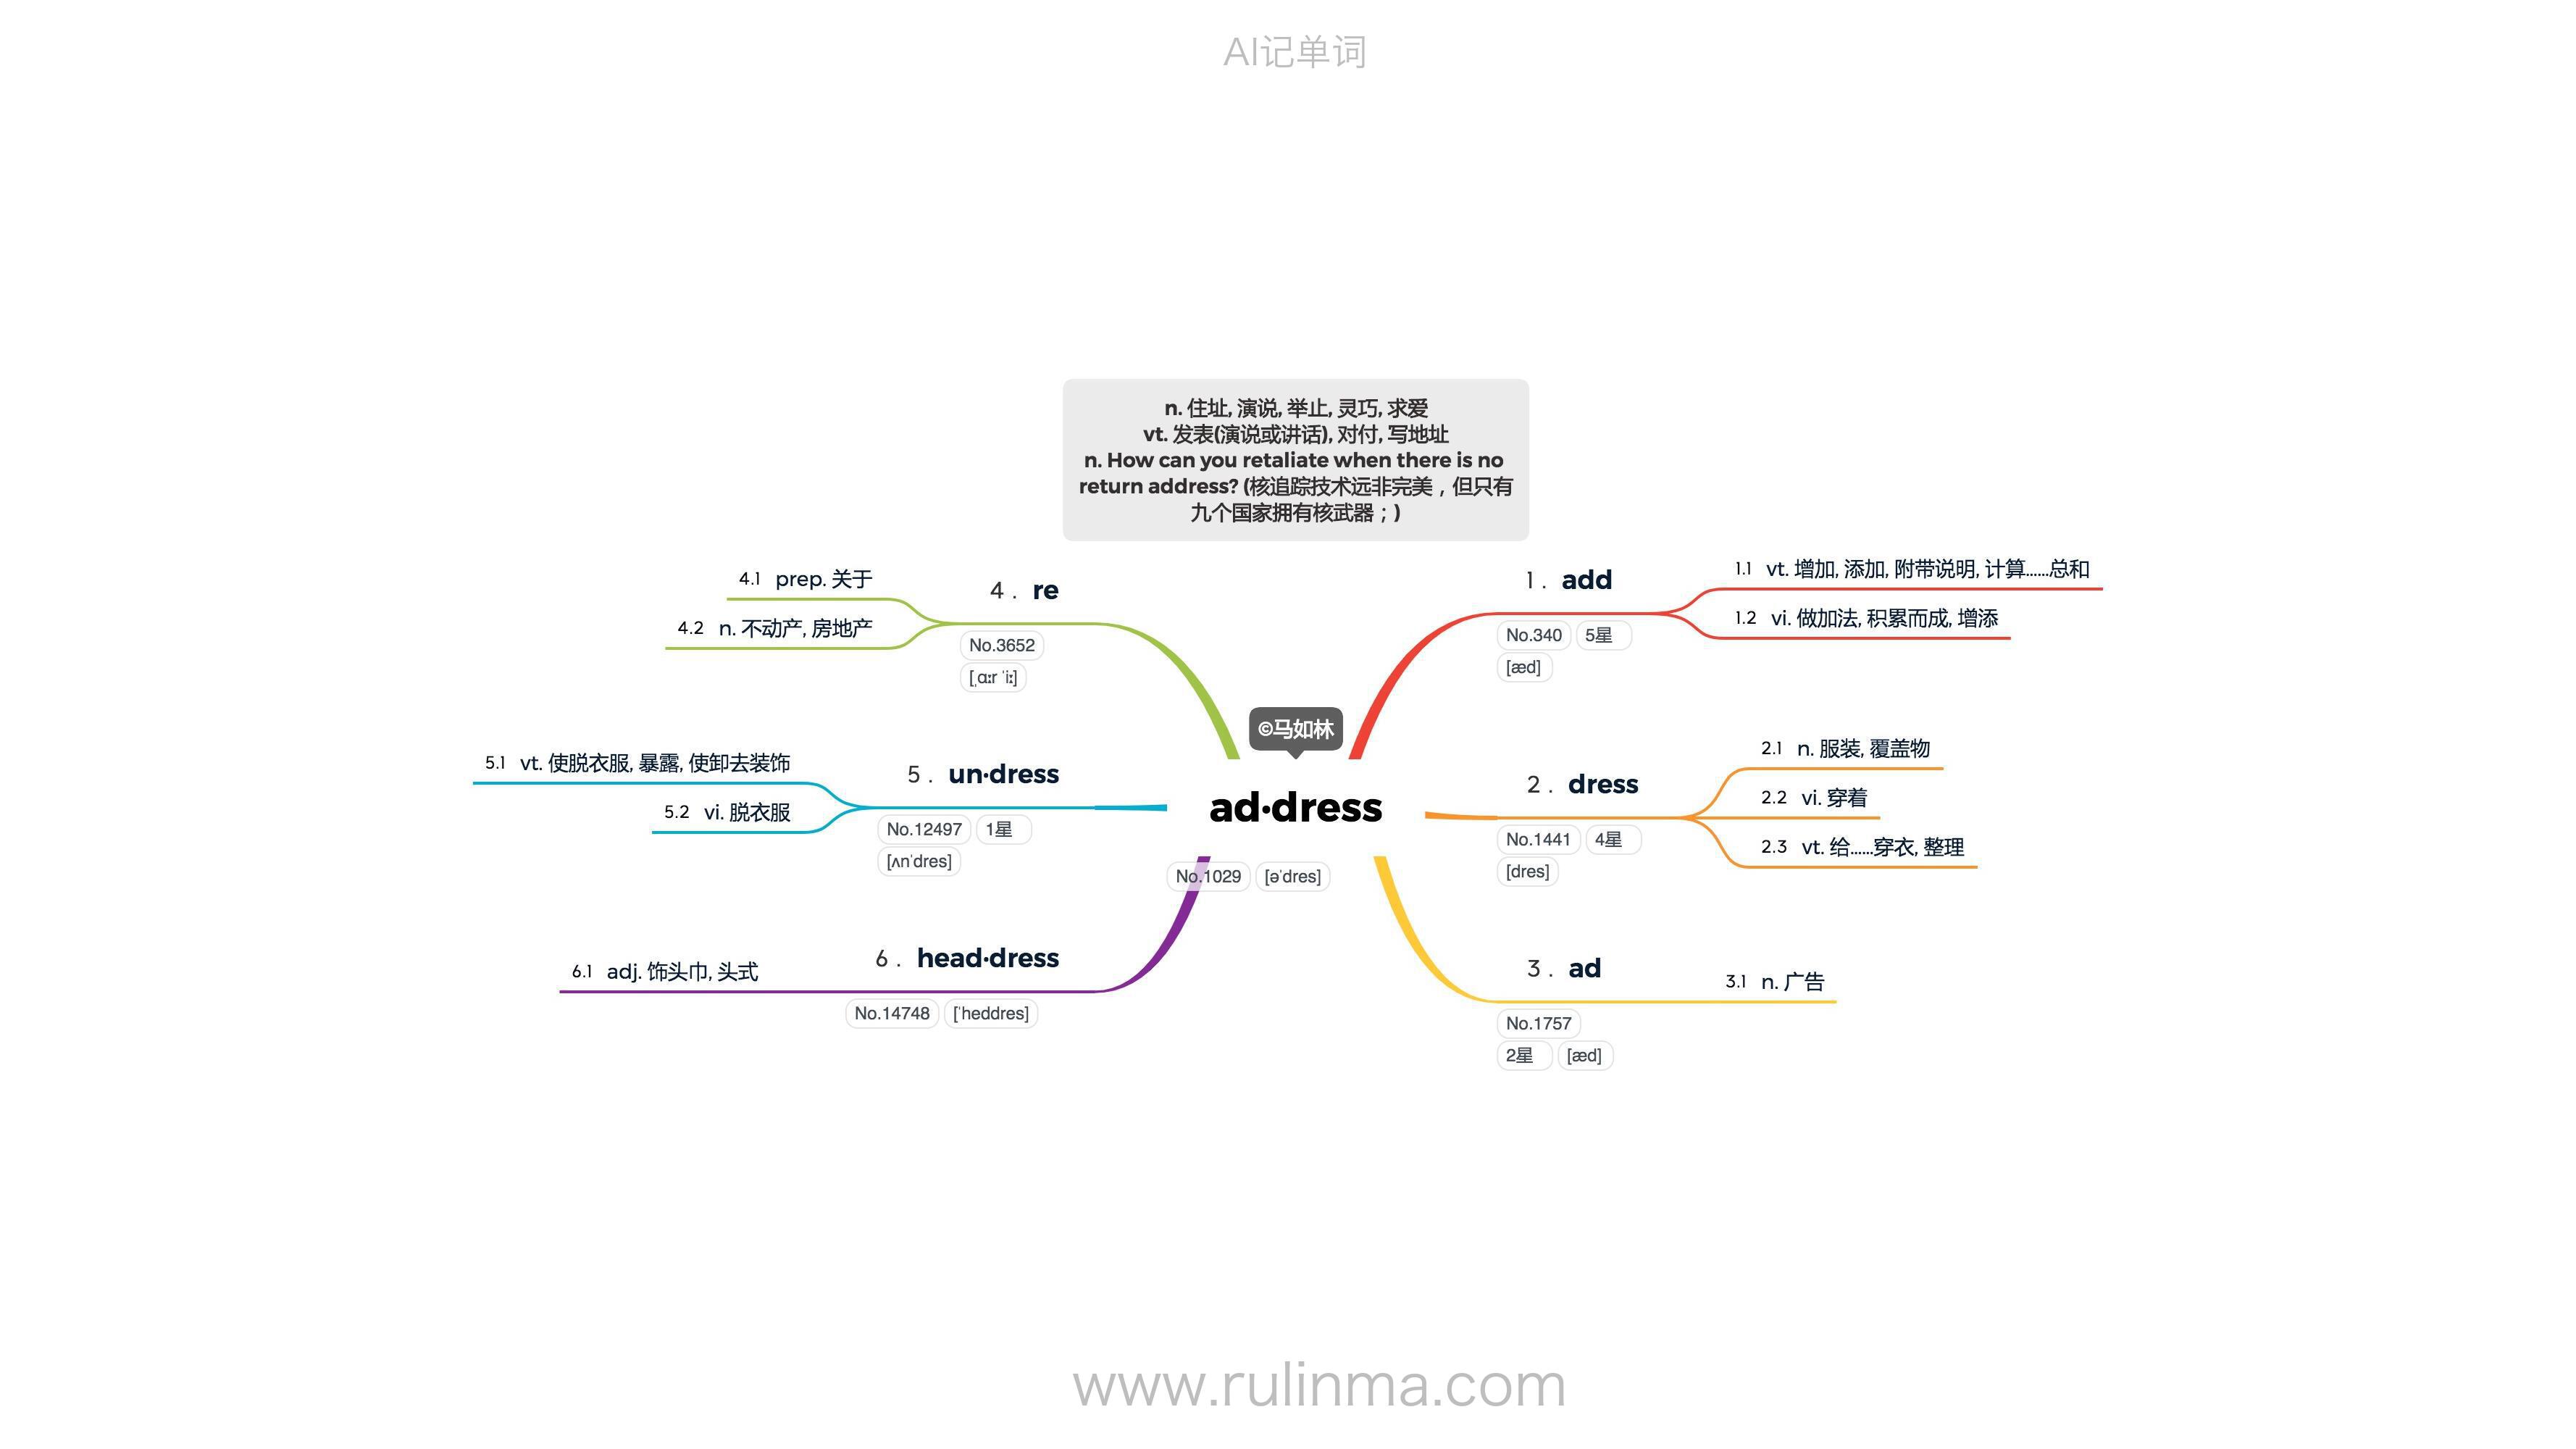 AI记单词
n. 住址, 演说, 举止, 灵巧, 求爱
vt. 发表(演说或讲话), 对付, 写地址
n. How can you retaliate when there is no
return address? (核追踪技术远非完美，但只有
九个国家拥有核武器；)
©马如林
ad·dress
No.1029 [əˈdres]
1. add
No.340 5星
[æd]
1.1 vt. 增加, 添加, 附带说明, 计算……总和
1.2 vi. 做加法, 积累而成, 增添
2. dress
No.1441 4星
[dres]
2.1 n. 服装, 覆盖物
2.2 vi. 穿着
2.3 vt. 给……穿衣, 整理
3. ad
No.1757
2星 [æd]
3.1 n. 广告
4. re
No.3652
[ˌɑːr ˈiː]
4.1 prep. 关于
4.2 n. 不动产, 房地产
5. un·dress
No.12497 1星
[ʌnˈdres]
5.1 vt. 使脱衣服, 暴露, 使卸去装饰
5.2 vi. 脱衣服
6. head·dress
No.14748 [ˈheddres]
6.1 adj. 饰头巾, 头式
www.rulinma.com